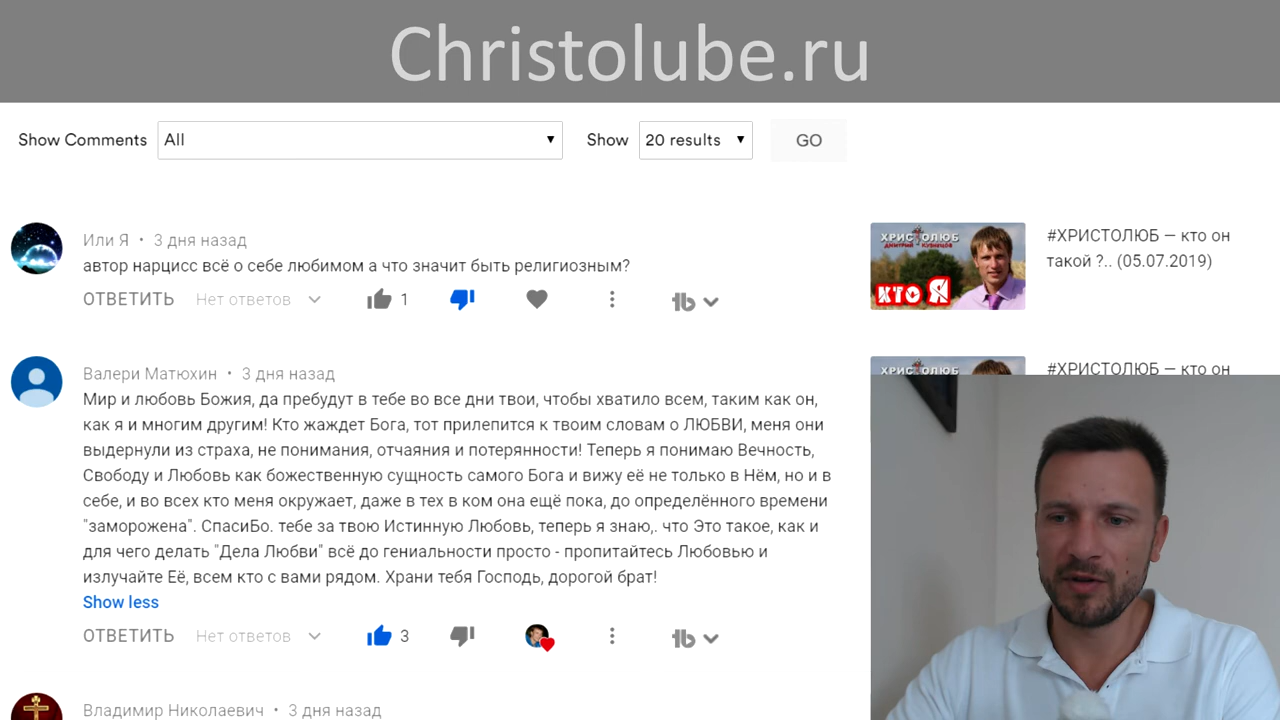 Christolube.ru
Show Comments All Show 20 results GO
Или Я • 3 дня назад
автор нарцисс всё о себе любимом а что значит быть религиозным?
ОТВЕТИТЬ Нет ответов 1
ХРИСТОЛЮБ
ДМИТРИЙ КУЗНЕЦОВ
КТО Я
#ХРИСТОЛЮБ — кто он
такой ?.. (05.07.2019)
Валери Матюхин • 3 дня назад
Мир и любовь Божия, да пребудут в тебе во все дни твои, чтобы хватило всем, таким как он,
как я и многим другим! Кто жаждет Бога, тот прилепится к твоим словам о ЛЮБВИ, меня они
выдернули из страха, не понимания, отчаяния и потерянности! Теперь я понимаю Вечность,
Свободу и Любовь как божественную сущность самого Бога и вижу её не только в Нём, но и в
себе, и во всех кто меня окружает, даже в тех в ком она ещё пока, до определённого времени
"заморожена". СпасиБо. тебе за твою Истинную Любовь, теперь я знаю,. что Это такое, как и
для чего делать "Дела Любви" всё до гениальности просто - пропитайтесь Любовью и
излучайте Её, всем кто с вами рядом. Храни тебя Господь, дорогой брат!
Show less
ОТВЕТИТЬ Нет ответов 3
ХРИСТОЛЮБ
#ХРИСТОЛЮБ — кто он
Владимир Николаевич • 3 дня назад